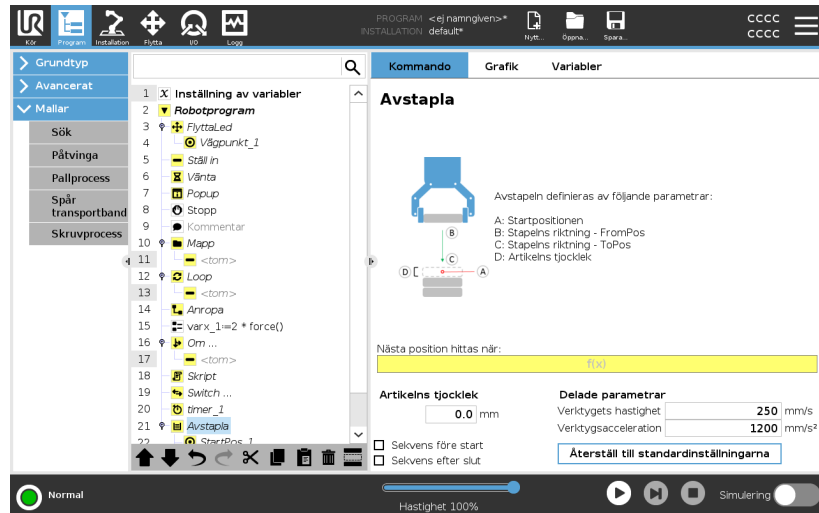 PROGRAM <ej namngiven>*
INSTALLATION default*
CCCC
CCCC
Kör
Program
Installation
Flytta
I/O
Logg
Nytt...
Öppna...
Spara...
Grundtyp
Avancerat
Mallar
Sök
Påtvinga
Pallprocess
Spår
transportband
Skruvprocess
1 X Inställning av variabler
2 Robotprogram
3 FlyttaLed
4 Vägpunkt_1
5 Ställ in
6 Vänta
7 Popup
8 Stopp
9 Kommentar
10 Mapp
11 <tom>
12 Loop
13 <tom>
14 Anropa
15 varx_1:=2 * force()
16 Om ...
17 <tom>
18 Skript
19 Switch ...
20 timer_1
21 Avstapla
22 StartPos_1
Kommando
Grafik
Variabler
Avstapla
B
C
D
A
Avstapeln definieras av följande parametrar:
A: Startpositionen
B: Stapelns riktning - FromPos
C: Stapelns riktning - ToPos
D: Artikelns tjocklek
Nästa position hittas när:
f(x)
Artikelns tjocklek
0.0 mm
Sekvens före start
Sekvens efter slut
Delade parametrar
Verktygets hastighet 250 mm/s
Verktygsacceleration 1200 mm/s²
Återställ till standardinställningarna
Normal
Hastighet 100%
Simulering